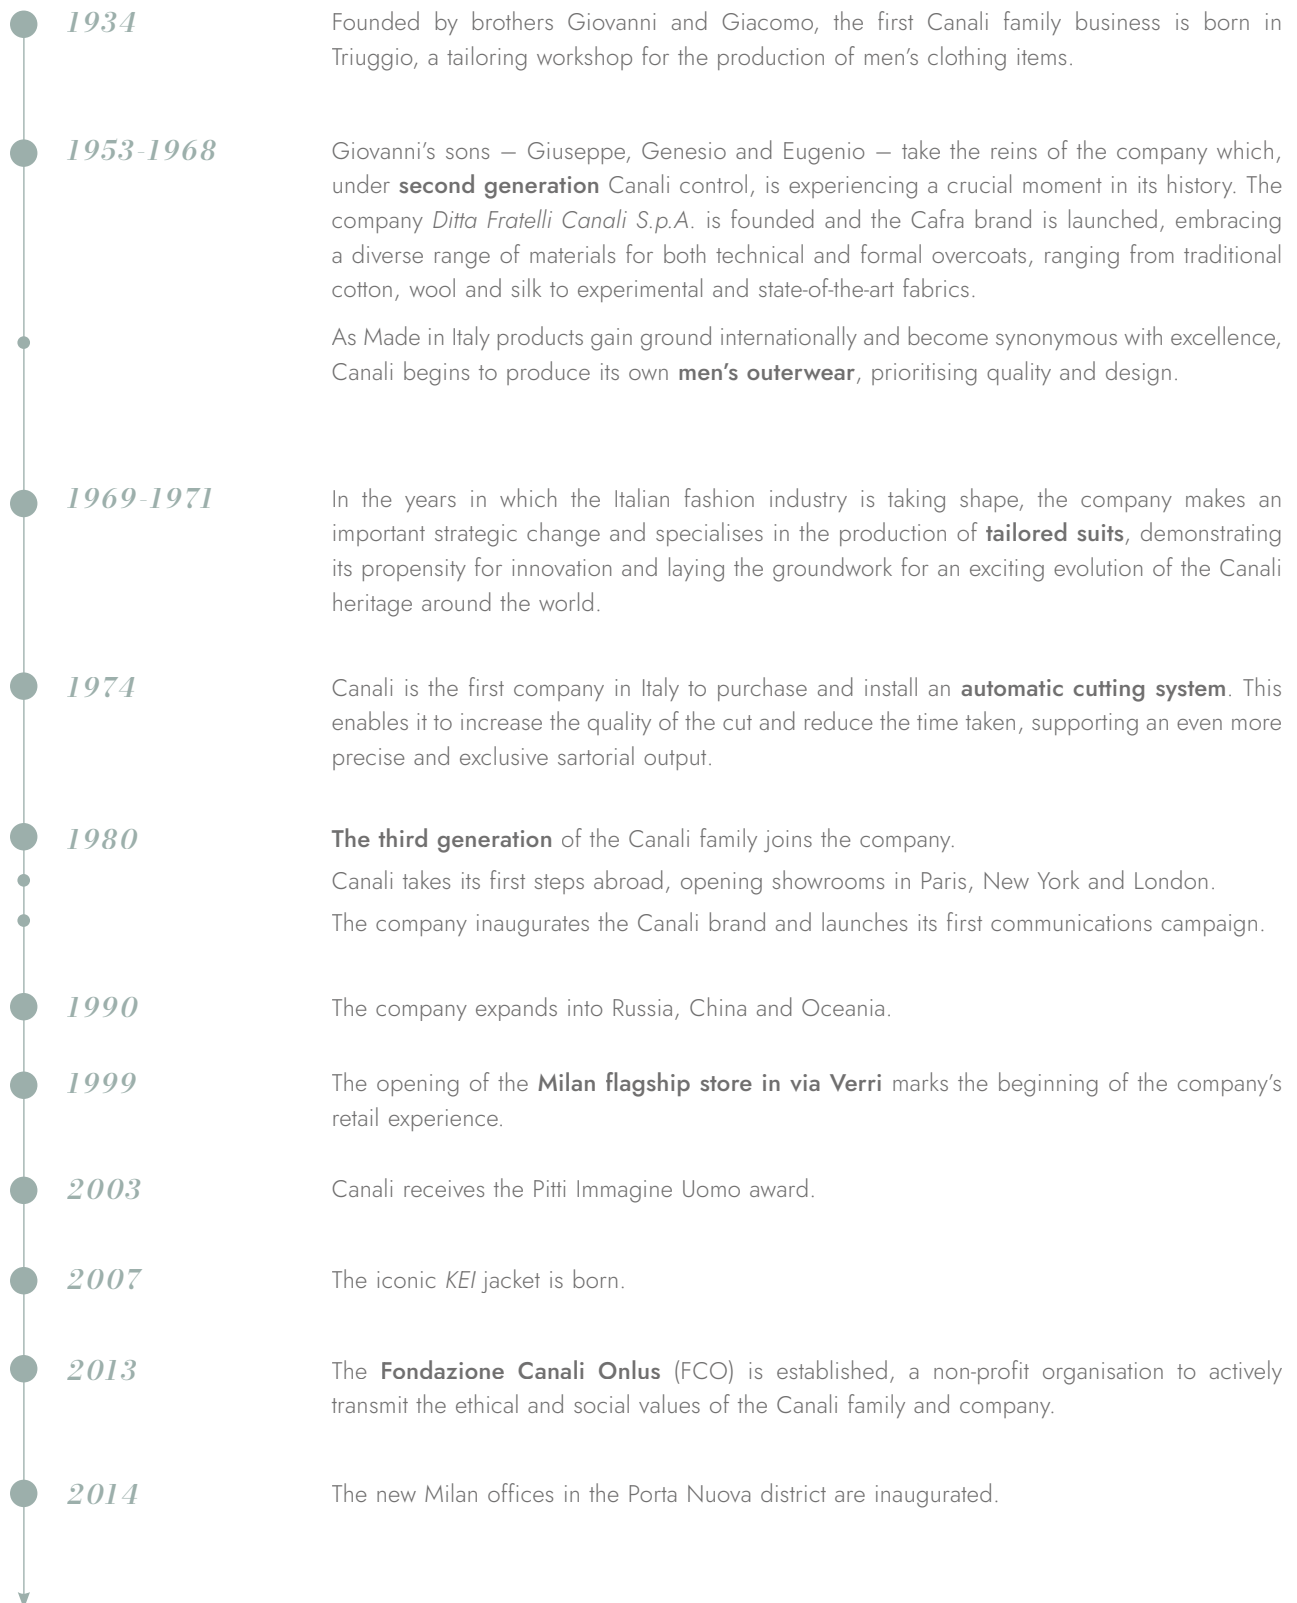 1934
Founded by brothers Giovanni and Giacomo, the first Canali family business is born in
Triuggio, a tailoring workshop for the production of men’s clothing items.
1953-1968
Giovanni’s sons – Giuseppe, Genesio and Eugenio – take the reins of the company which,
under second generation Canali control, is experiencing a crucial moment in its history. The
company Ditta Fratelli Canali S.p.A. is founded and the Cafra brand is launched, embracing
a diverse range of materials for both technical and formal overcoats, ranging from traditional
cotton, wool and silk to experimental and state-of-the-art fabrics.
As Made in Italy products gain ground internationally and become synonymous with excellence,
Canali begins to produce its own men’s outerwear, prioritising quality and design.
1969-1971
In the years in which the Italian fashion industry is taking shape, the company makes an
important strategic change and specialises in the production of tailored suits, demonstrating
its propensity for innovation and laying the groundwork for an exciting evolution of the Canali
heritage around the world.
1974
Canali is the first company in Italy to purchase and install an automatic cutting system. This
enables it to increase the quality of the cut and reduce the time taken, supporting an even more
precise and exclusive sartorial output.
1980
The third generation of the Canali family joins the company.
Canali takes its first steps abroad, opening showrooms in Paris, New York and London.
The company inaugurates the Canali brand and launches its first communications campaign.
1990
The company expands into Russia, China and Oceania.
1999
The opening of the Milan flagship store in via Verri marks the beginning of the company’s
retail experience.
2003
Canali receives the Pitti Immagine Uomo award.
2007
The iconic KEI jacket is born.
2013
The Fondazione Canali Onlus (FCO) is established, a non-profit organisation to actively
transmit the ethical and social values of the Canali family and company.
2014
The new Milan offices in the Porta Nuova district are inaugurated.